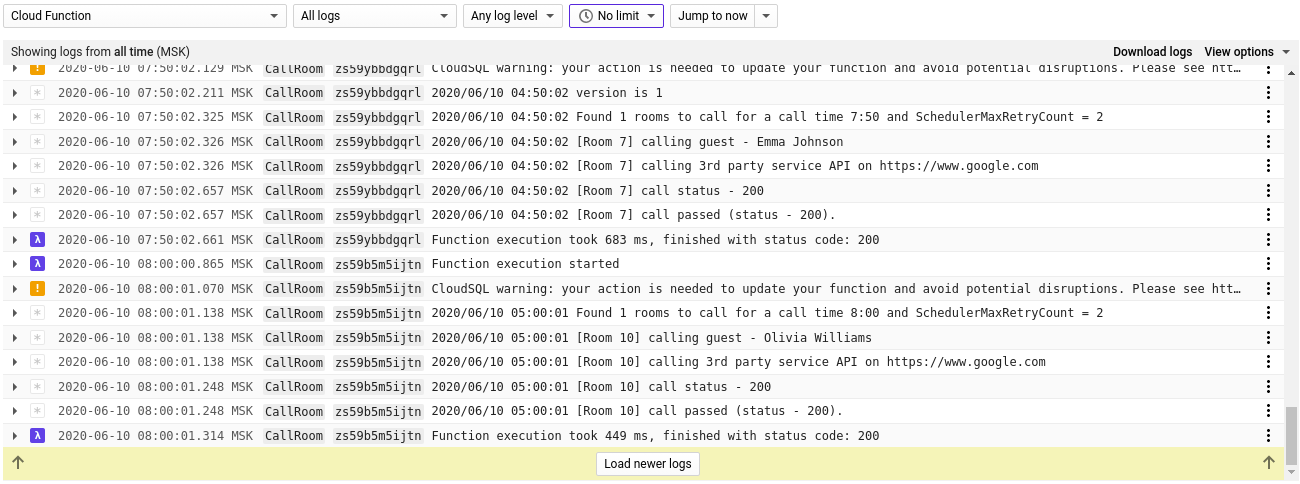 Cloud Function All logs Any log level No limit Jump to now
Showing logs from all time (MSK) Download logs View options
! 2020-06-10 07:50:02.129 MSK CallRoom zs59ybbdgqrl CloudSQL warning: your action is needed to update your function and avoid potential disruptions. Please see htt…
* 2020-06-10 07:50:02.211 MSK CallRoom zs59ybbdgqrl 2020/06/10 04:50:02 version is 1
* 2020-06-10 07:50:02.325 MSK CallRoom zs59ybbdgqrl 2020/06/10 04:50:02 Found 1 rooms to call for a call time 7:50 and SchedulerMaxRetryCount = 2
* 2020-06-10 07:50:02.326 MSK CallRoom zs59ybbdgqrl 2020/06/10 04:50:02 [Room 7] calling guest - Emma Johnson
* 2020-06-10 07:50:02.326 MSK CallRoom zs59ybbdgqrl 2020/06/10 04:50:02 [Room 7] calling 3rd party service API on https://www.google.com
* 2020-06-10 07:50:02.657 MSK CallRoom zs59ybbdgqrl 2020/06/10 04:50:02 [Room 7] call status - 200
* 2020-06-10 07:50:02.657 MSK CallRoom zs59ybbdgqrl 2020/06/10 04:50:02 [Room 7] call passed (status - 200).
λ 2020-06-10 07:50:02.661 MSK CallRoom zs59ybbdgqrl Function execution took 683 ms, finished with status code: 200
λ 2020-06-10 08:00:00.865 MSK CallRoom zs59b5m5ijtn Function execution started
! 2020-06-10 08:00:01.070 MSK CallRoom zs59b5m5ijtn CloudSQL warning: your action is needed to update your function and avoid potential disruptions. Please see htt…
* 2020-06-10 08:00:01.138 MSK CallRoom zs59b5m5ijtn 2020/06/10 05:00:01 Found 1 rooms to call for a call time 8:00 and SchedulerMaxRetryCount = 2
* 2020-06-10 08:00:01.138 MSK CallRoom zs59b5m5ijtn 2020/06/10 05:00:01 [Room 10] calling guest - Olivia Williams
* 2020-06-10 08:00:01.138 MSK CallRoom zs59b5m5ijtn 2020/06/10 05:00:01 [Room 10] calling 3rd party service API on https://www.google.com
* 2020-06-10 08:00:01.248 MSK CallRoom zs59b5m5ijtn 2020/06/10 05:00:01 [Room 10] call status - 200
* 2020-06-10 08:00:01.248 MSK CallRoom zs59b5m5ijtn 2020/06/10 05:00:01 [Room 10] call passed (status - 200).
λ 2020-06-10 08:00:01.314 MSK CallRoom zs59b5m5ijtn Function execution took 449 ms, finished with status code: 200
Load newer logs